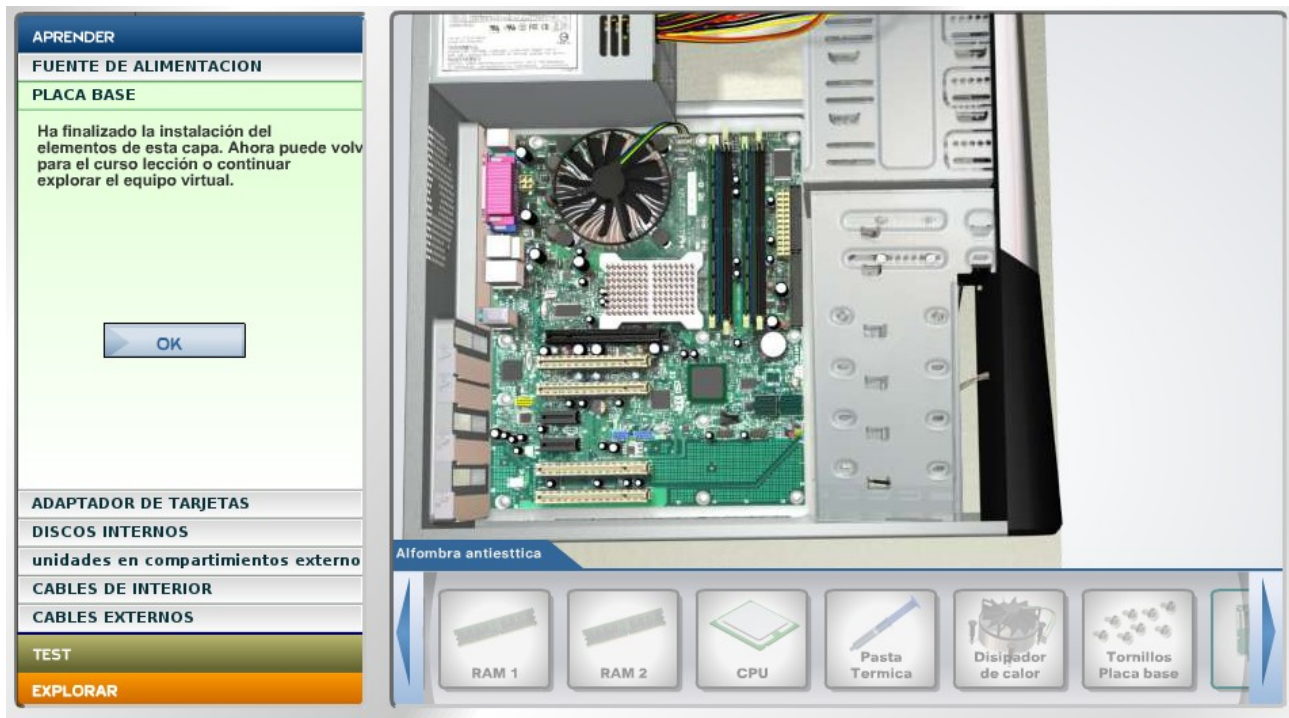 APRENDER
FUENTE DE ALIMENTACION
PLACA BASE
Ha finalizado la instalación del
elementos de esta capa. Ahora puede volv
para el curso lección o continuar
explorar el equipo virtual.
OK
ADAPTADOR DE TARJETAS
DISCOS INTERNOS
unidades en compartimientos externo
CABLES DE INTERIOR
CABLES EXTERNOS
TEST
EXPLORAR
Alfombra antiesttica
RAM 1
RAM 2
CPU
Pasta
Termica
Disipador
de calor
Tornillos
Placa base